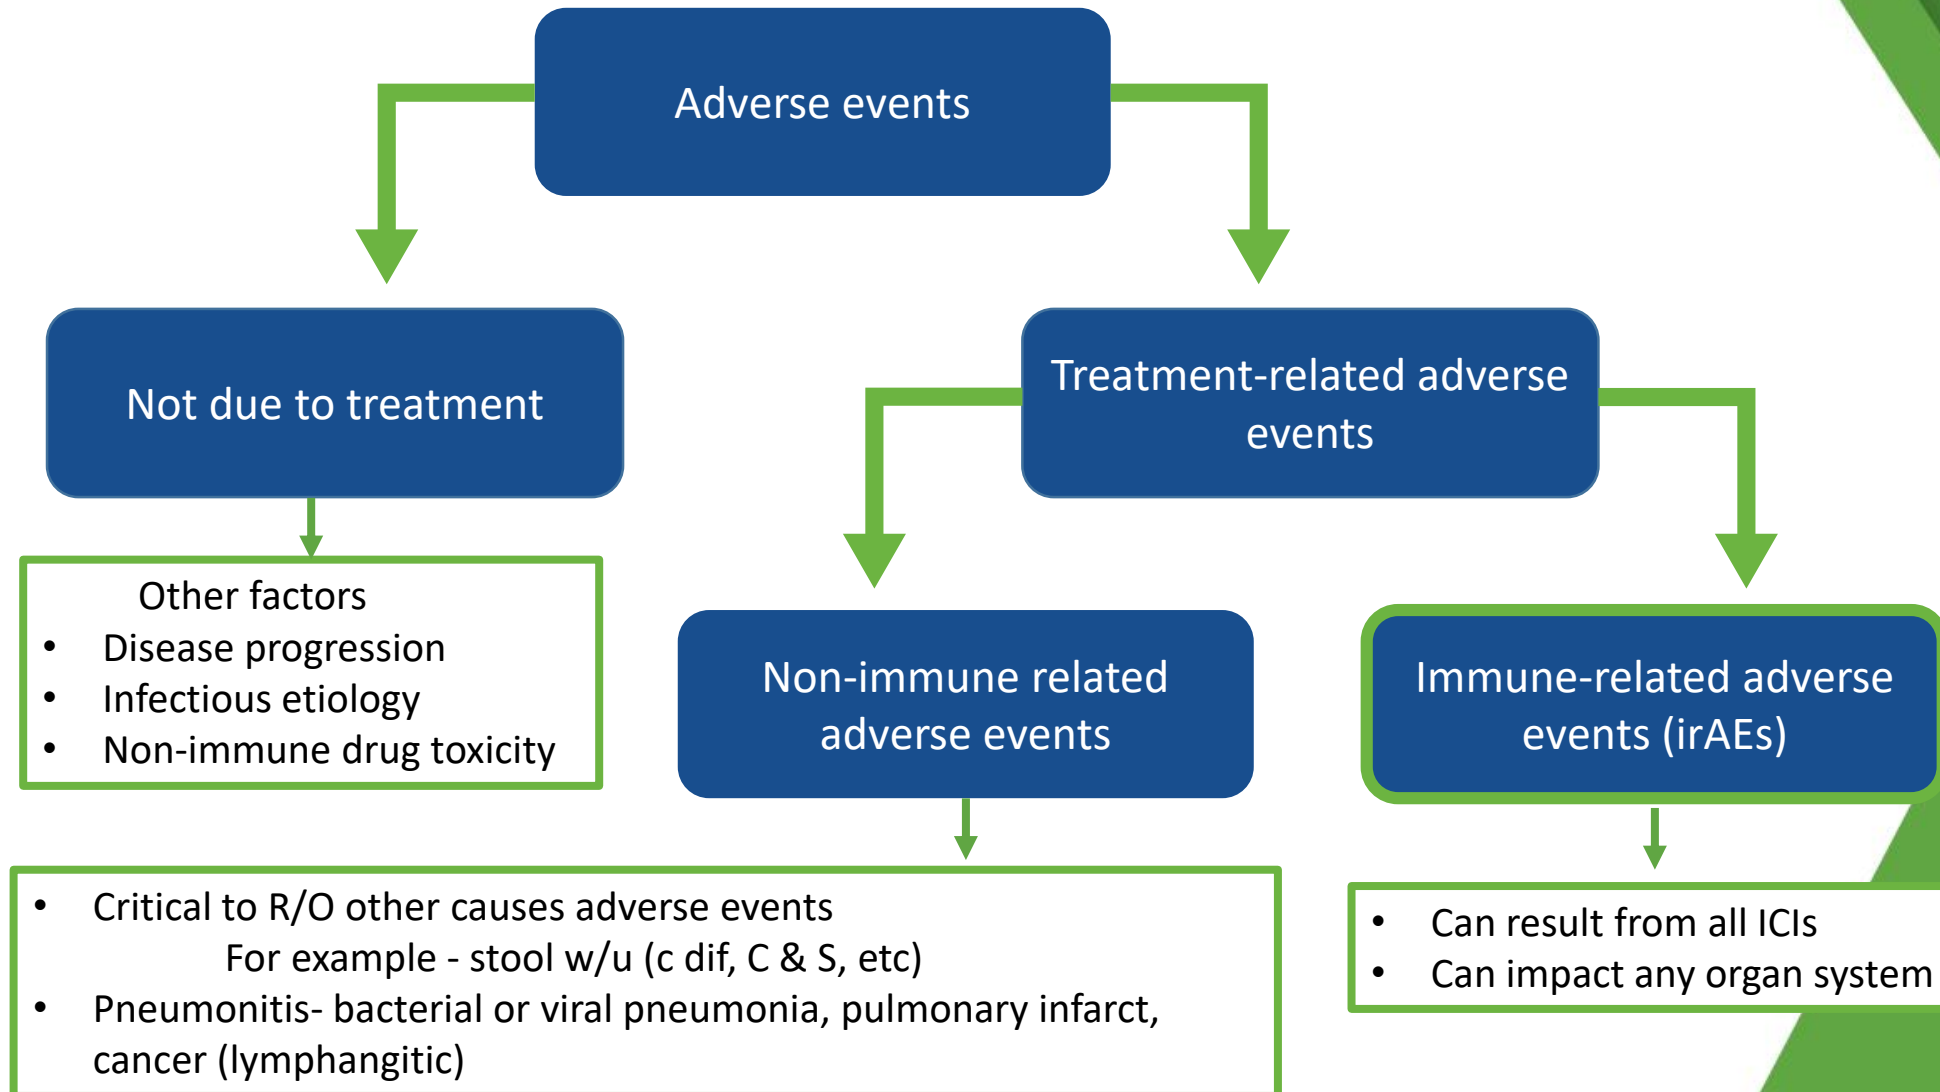 Adverse events
Not due to treatment
Treatment-related adverse
events
Other factors
• Disease progression
• Infectious etiology
• Non-immune drug toxicity
Non-immune related
adverse events
Immune-related adverse
events (irAEs)
• Critical to R/O other causes adverse events
For example - stool w/u (c dif, C & S, etc)
• Pneumonitis- bacterial or viral pneumonia, pulmonary infarct,
cancer (lymphangitic)
• Can result from all ICIs
• Can impact any organ system